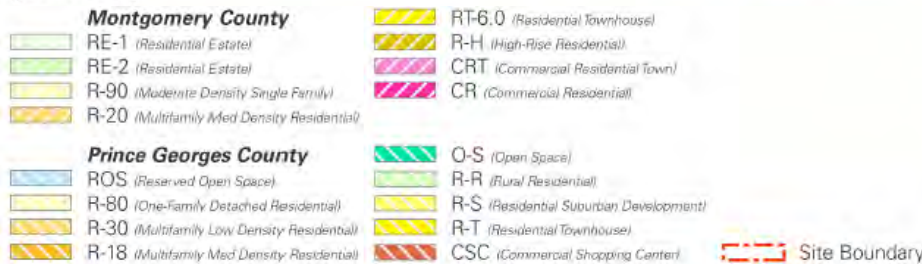 Montgomery County
RE-1 (Residential Estate)
RE-2 (Residential Estate)
R-90 (Moderate Density Single Family)
R-20 (Multifamily Med Density Residential)
RT-6.0 (Residential Townhouse)
R-H (High-Rise Residential)
CRT (Commercial Residential Town)
CR (Commercial Residential)
Prince Georges County
ROS (Reserved Open Space)
R-80 (One-Family Detached Residential)
R-30 (Multifamily Low Density Residential)
R-18 (Multifamily Med Density Residential)
O-S (Open Space)
R-R (Rural Residential)
R-S (Residential Suburban Development)
R-T (Residential Townhouse)
CSC (Commercial Shopping Center)
Site Boundary